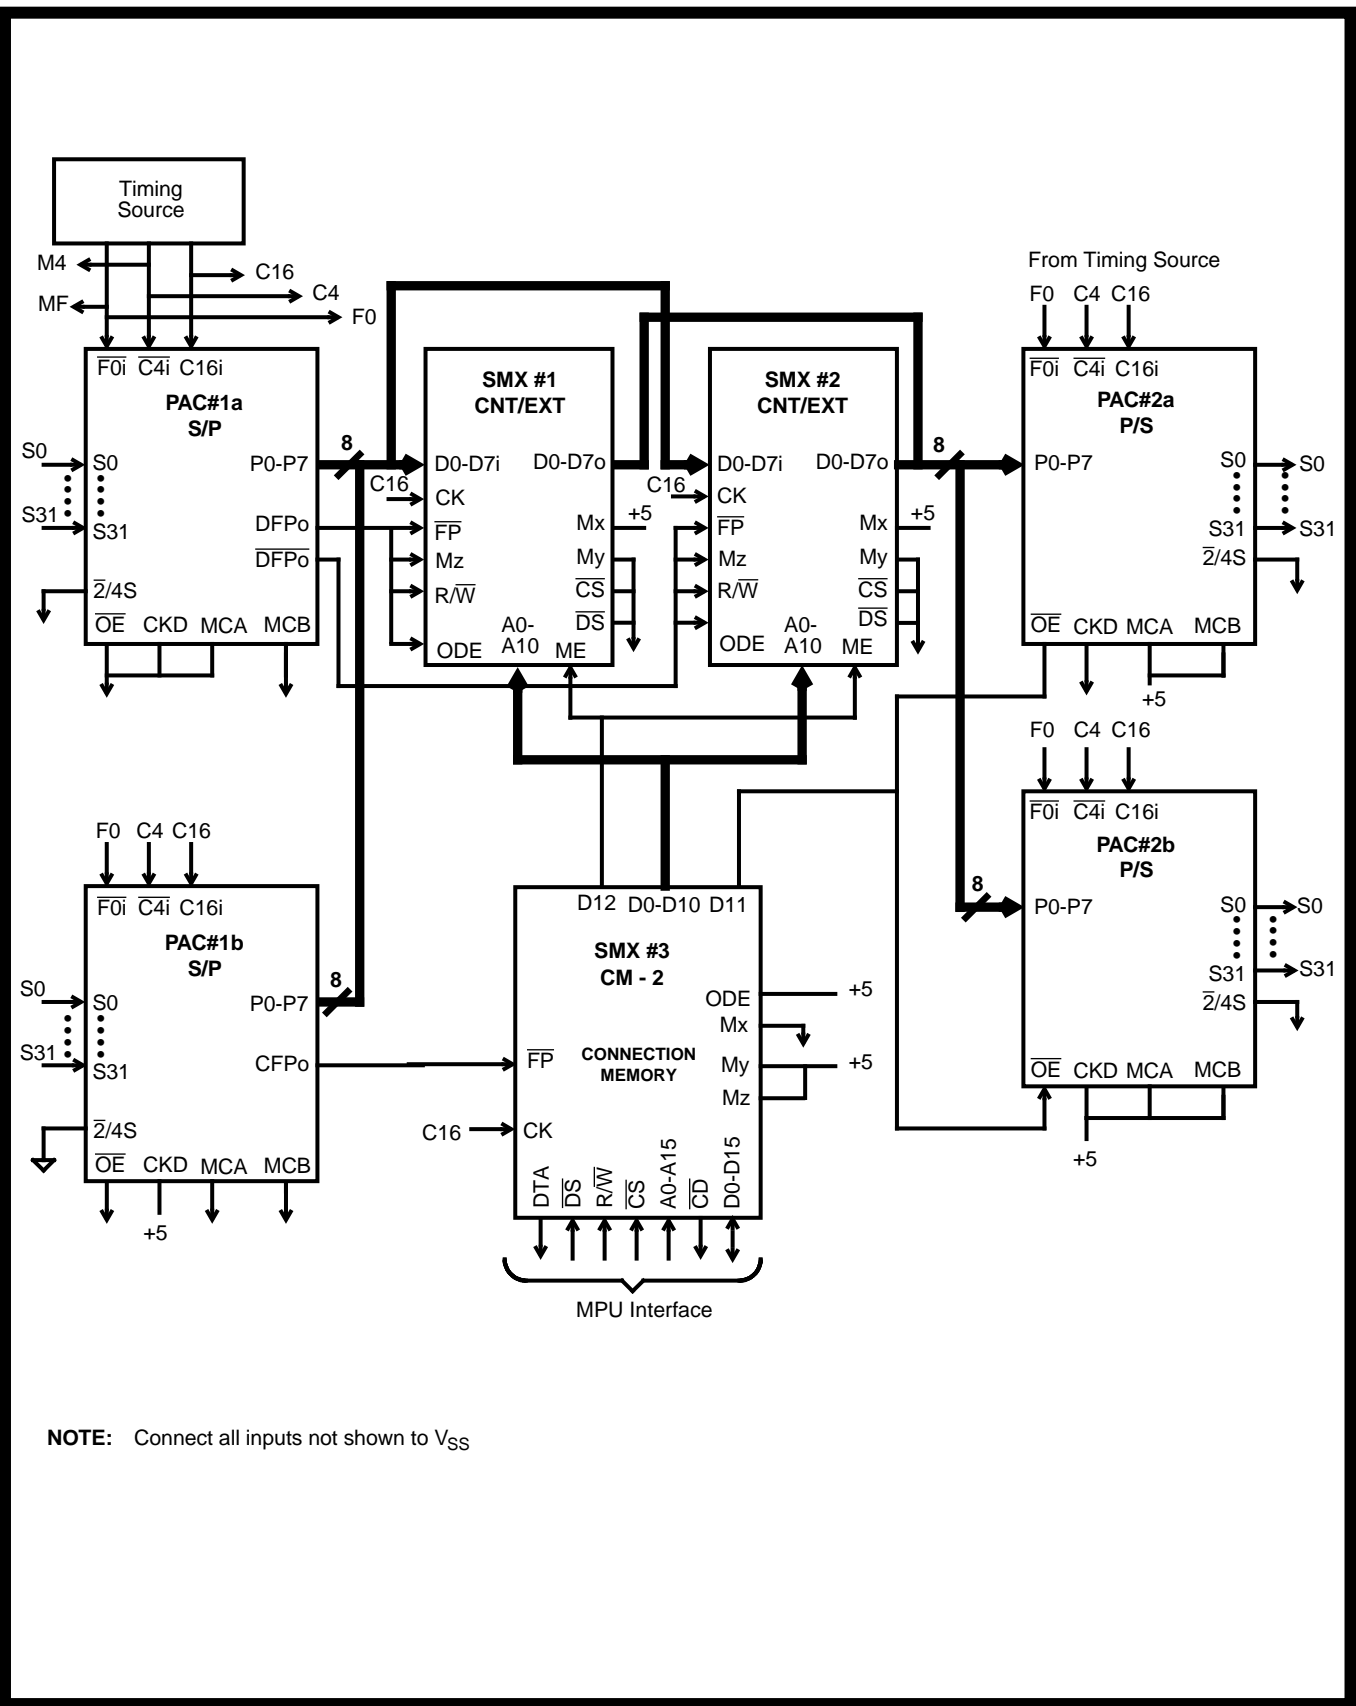 Timing
Source
M4
C16
C4
MF
F0
From Timing Source
F0 C4 C16
F0i C4i C16i
PAC#1a
S/P
S0
S0
P0-P7
8
S31
S31
DFPo
DFPo
2/4S
OE CKD MCA MCB
SMX #1
CNT/EXT
D0-D7i D0-D7o
C16
CK
+5
FP
Mx
Mz
My
R/W
CS
DS
A0-
A10
ODE
ME
SMX #2
CNT/EXT
D0-D7i D0-D7o
C16
CK
+5
FP
Mx
Mz
My
R/W
CS
DS
A0-
A10
ODE
ME
8
F0i C4i C16i
PAC#2a
P/S
P0-P7
S0
S0
S31
S31
2/4S
OE CKD MCA MCB
+5
F0 C4 C16
F0i C4i C16i
PAC#2b
P/S
8
P0-P7
S0
S0
S31
S31
2/4S
OE CKD MCA MCB
+5
F0 C4 C16
F0i C4i C16i
PAC#1b
S/P
S0
S0
P0-P7
8
S31
S31
CFPo
2/4S
OE CKD MCA MCB
+5
D12 D0-D10 D11
SMX #3
CM - 2
ODE
+5
Mx
FP
CONNECTION
MEMORY
My
+5
Mz
C16
CK
DTA
DS
R/W
CS
A0-A15
CD
D0-D15
MPU Interface
NOTE: Connect all inputs not shown to VSS